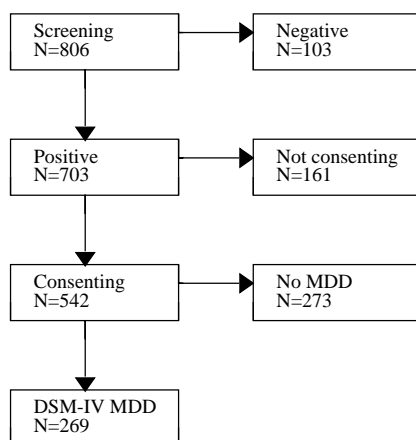 Screening
N=806
Negative
N=103
Positive
N=703
Not consenting
N=161
Consenting
N=542
No MDD
N=273
DSM-IV MDD
N=269